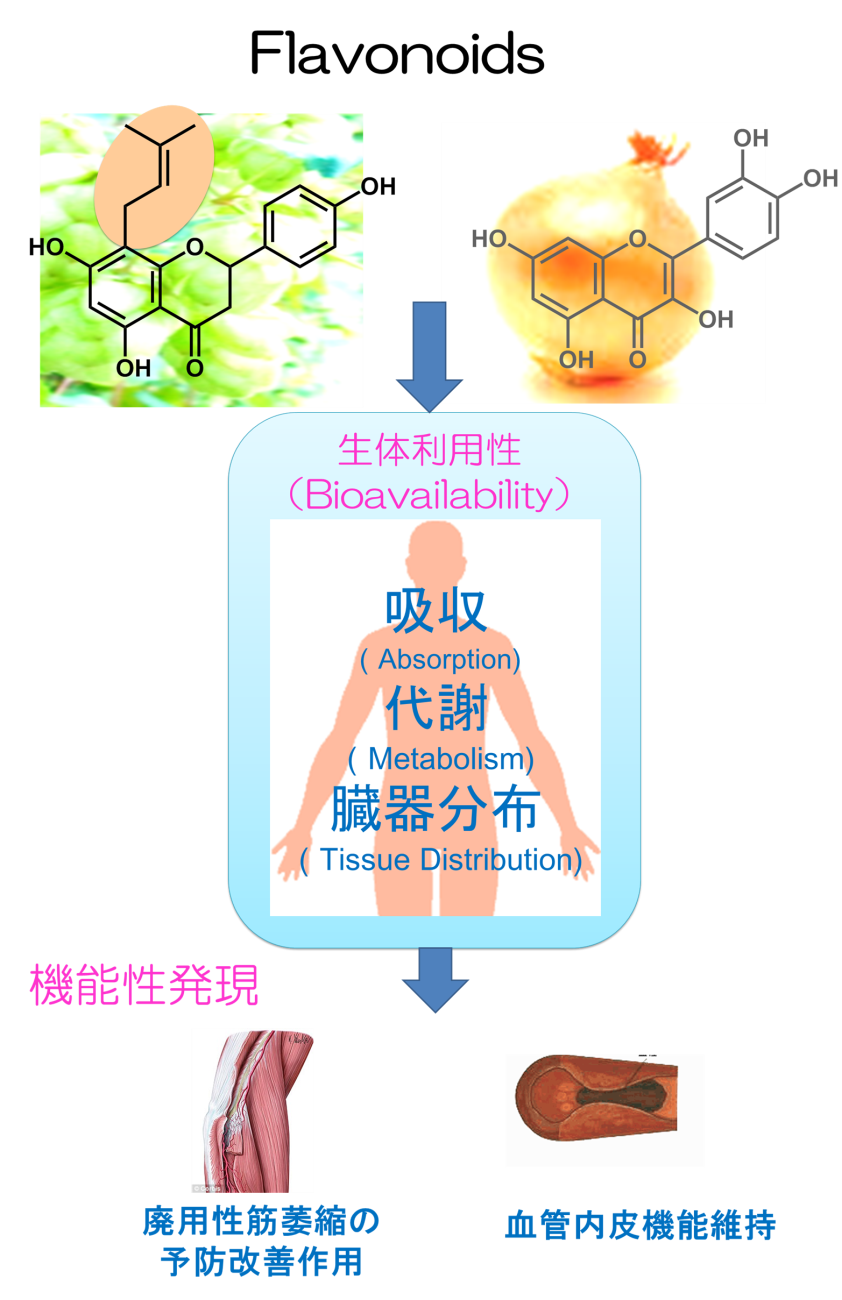 Flavonoids
OH
HO
O
OH
O
OH
OH
HO
O
OH
OH
O
生体利用性
（Bioavailability）
吸収
( Absorption)
代謝
( Metabolism)
臓器分布
( Tissue Distribution)
機能性発現
廃用性筋萎縮の
予防改善作用
血管内皮機能維持